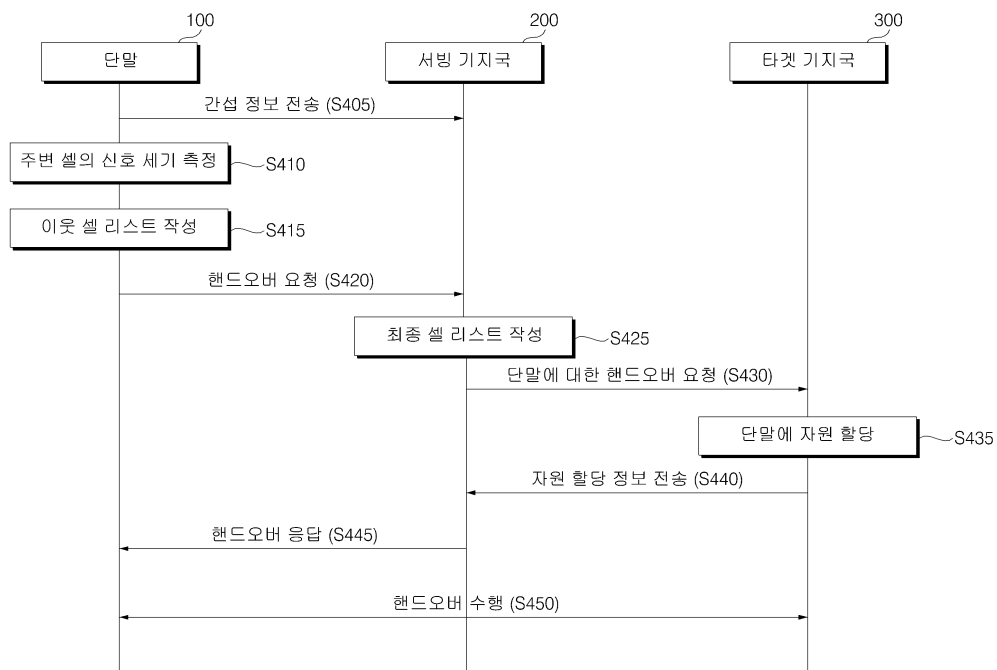 100
200
300
단말
서빙 기지국
타겟 기지국
간섭 정보 전송 (S405)
주변 셀의 신호 세기 측정
S410
이웃 셀 리스트 작성
S415
핸드오버 요청 (S420)
최종 셀 리스트 작성
S425
단말에 대한 핸드오버 요청 (S430)
단말에 자원 할당
S435
자원 할당 정보 전송 (S440)
핸드오버 응답 (S445)
핸드오버 수행 (S450)